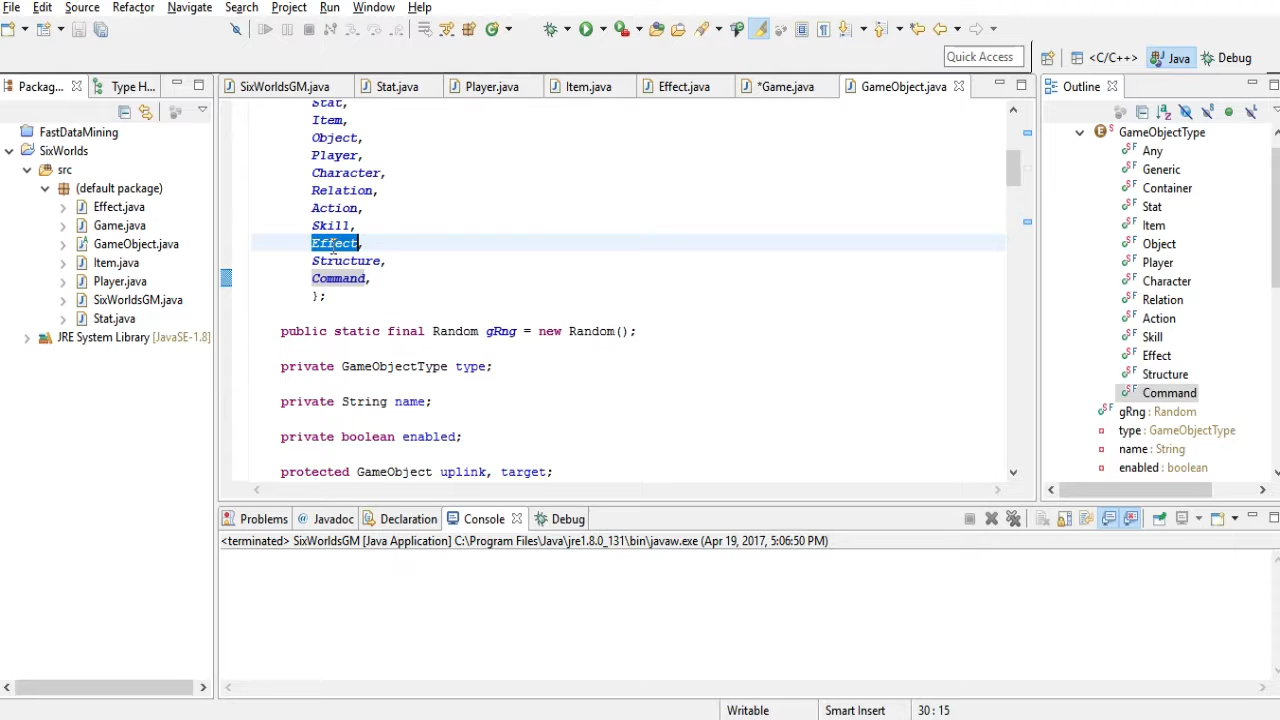 File Edit Source Refactor Navigate Search Project Run Window Help
Quick Access <C/C++> Java Debug
Packag... Type H...
FastDataMining
SixWorlds
src
(default package)
Effect.java
Game.java
GameObject.java
Item.java
Player.java
SixWorldsGM.java
Stat.java
JRE System Library [JavaSE-1.8]
SixWorldsGM.java Stat.java Player.java Item.java Effect.java *Game.java GameObject.java
Stat,
Item,
Object,
Player,
Character,
Relation,
Action,
Skill,
Effect,
Structure,
Command,
};
public static final Random gRng = new Random();
private GameObjectType type;
private String name;
private boolean enabled;
protected GameObject uplink, target;
Outline
GameObjectType
Any
Generic
Container
Stat
Item
Object
Player
Character
Relation
Action
Skill
Effect
Structure
Command
gRng : Random
type : GameObjectType
name : String
enabled : boolean
Problems @ Javadoc Declaration Console Debug
<terminated> SixWorldsGM [Java Application] C:\Program Files\Java\jre1.8.0_131\bin\javaw.exe (Apr 19, 2017, 5:06:50 PM)
Writable Smart Insert 30 : 15